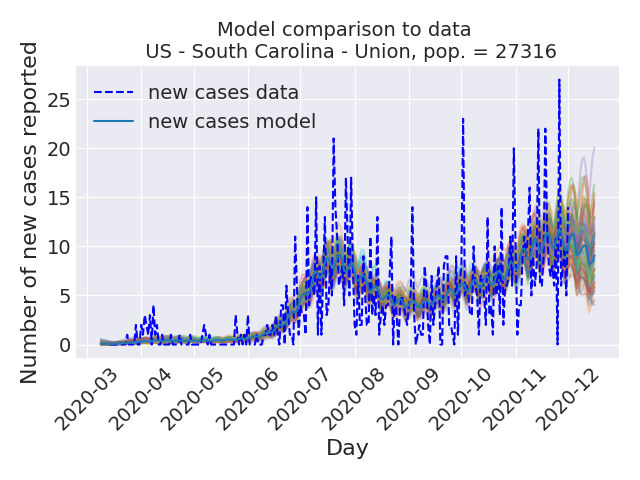 Model comparison to data
US - South Carolina - Union, pop. = 27316
Number of new cases reported
new cases data
new cases model
25
20
15
10
5
0
2020-03
2020-04
2020-05
2020-06
2020-07
2020-08
2020-09
2020-10
2020-11
2020-12
Day